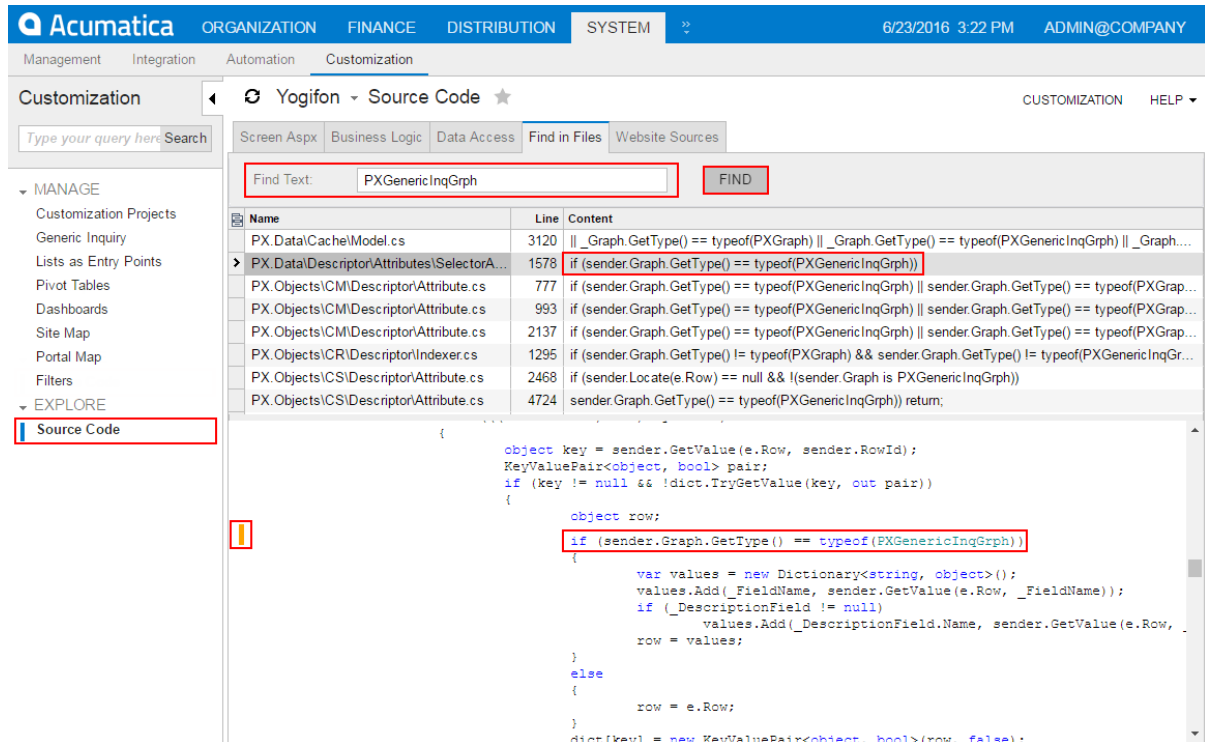 Acumatica ORGANIZATION FINANCE DISTRIBUTION SYSTEM 6/23/2016 3:22 PM ADMIN@COMPANY
Management Integration Automation Customization
Customization Yogifon Source Code CUSTOMIZATION HELP
Type your query here Search
Screen Aspx Business Logic Data Access Find in Files Website Sources
Find Text: PXGenericInqGrph FIND
MANAGE
Customization Projects
Generic Inquiry
Lists as Entry Points
Pivot Tables
Dashboards
Site Map
Portal Map
Filters
EXPLORE
Source Code
Name Line Content
PX.Data\Cache\Model.cs 3120 || _Graph.GetType() == typeof(PXGraph) || _Graph.GetType() == typeof(PXGenericInqGrph) || _Graph....
PX.Data\Descriptor\Attributes\SelectorA... 1578 if (sender.Graph.GetType() == typeof(PXGenericInqGrph))
PX.Objects\CM\Descriptor\Attribute.cs 777 if (sender.Graph.GetType() == typeof(PXGenericInqGrph) || sender.Graph.GetType() == typeof(PXGrap...
PX.Objects\CM\Descriptor\Attribute.cs 993 if (sender.Graph.GetType() == typeof(PXGenericInqGrph) || sender.Graph.GetType() == typeof(PXGrap...
PX.Objects\CM\Descriptor\Attribute.cs 2137 if (sender.Graph.GetType() == typeof(PXGenericInqGrph) || sender.Graph.GetType() == typeof(PXGrap...
PX.Objects\CR\Descriptor\Indexer.cs 1295 if (sender.Graph.GetType() != typeof(PXGraph) && sender.Graph.GetType() != typeof(PXGenericInqGr...
PX.Objects\CS\Descriptor\Attribute.cs 2468 if (sender.Locate(e.Row) == null && !(sender.Graph is PXGenericInqGrph))
PX.Objects\CS\Descriptor\Attribute.cs 4724 sender.Graph.GetType() == typeof(PXGenericInqGrph)) return;
{
object key = sender.GetValue(e.Row, sender.RowId);
KeyValuePair<object, bool> pair;
if (key != null && !dict.TryGetValue(key, out pair))
{
object row;
if (sender.Graph.GetType() == typeof(PXGenericInqGrph))
{
var values = new Dictionary<string, object>();
values.Add(_FieldName, sender.GetValue(e.Row, _FieldName));
if (_DescriptionField != null)
values.Add(_DescriptionField.Name, sender.GetValue(e.Row, _
row = values;
}
else
{
row = e.Row;
}
dict[key] = new KeyValuePair<object, bool>(row, false);